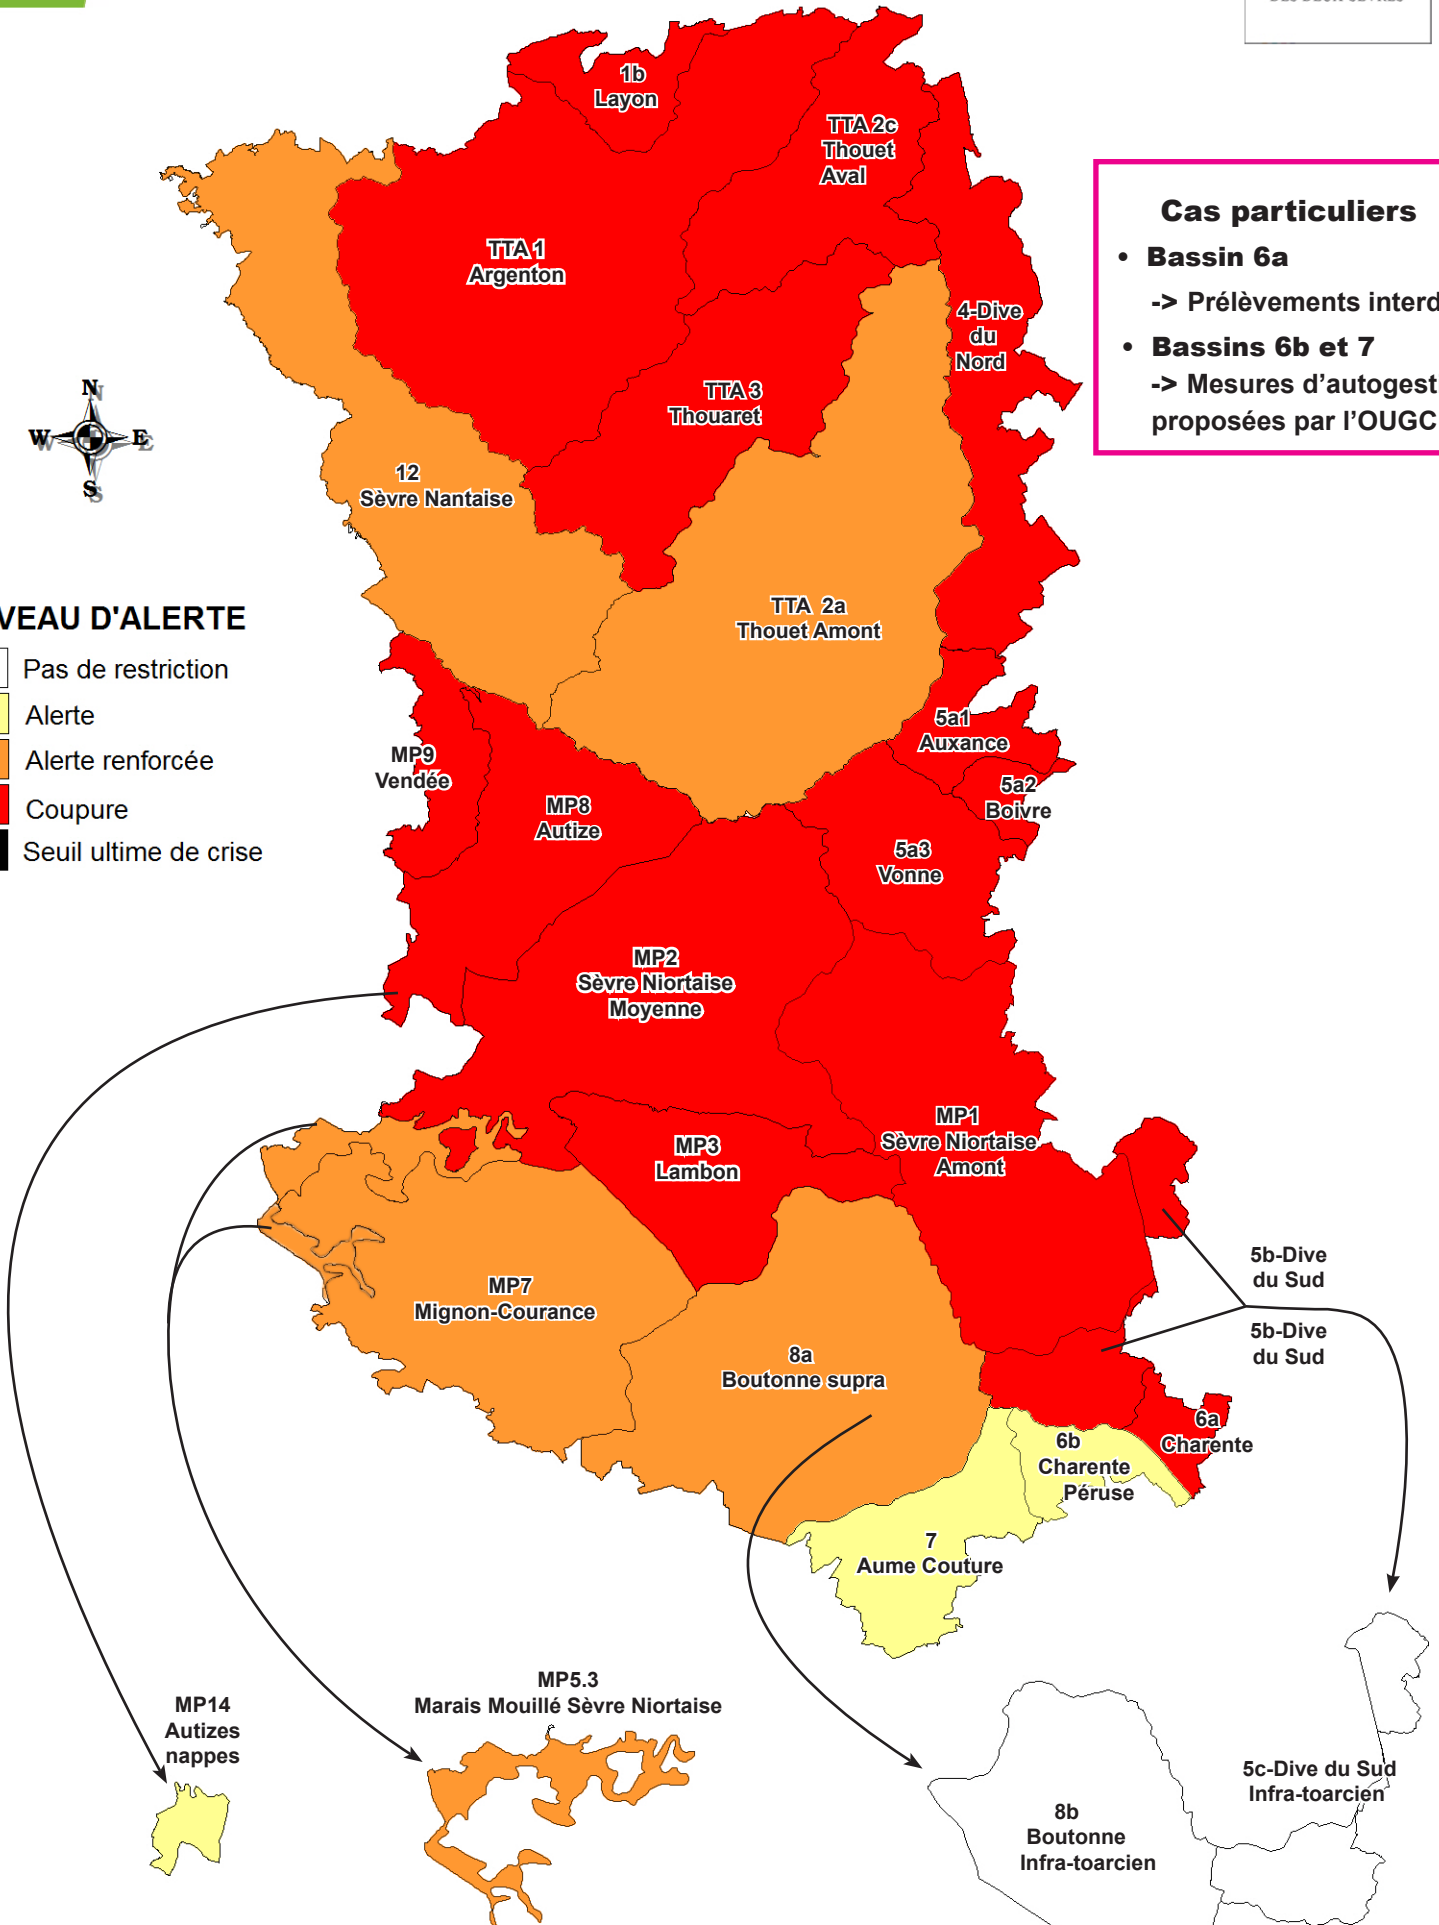 1b
Layon
TTA 2c
Thouet
Aval
TTA 1
Argenton
Cas particuliers
• Bassin 6a
-> Prélèvements interd
• Bassins 6b et 7
-> Mesures d’autogest
proposées par l’OUGC
4-Dive
du
Nord
TTA 3
Thouaret
N
W E
S
12
Sèvre Nantaise
TTA 2a
Thouet Amont
VEAU D'ALERTE
Pas de restriction
Alerte
Alerte renforcée
Coupure
Seuil ultime de crise
5a1
Auxance
MP9
Vendée
5a2
Boivre
MP8
Autize
5a3
Vonne
MP2
Sèvre Niortaise
Moyenne
MP1
Sèvre Niortaise
Amont
MP3
Lambon
5b-Dive
du Sud
5b-Dive
du Sud
MP7
Mignon-Courance
8a
Boutonne supra
6a
Charente
6b
Charente
Péruse
7
Aume Couture
MP14
Autizes
nappes
MP5.3
Marais Mouillé Sèvre Niortaise
5c-Dive du Sud
Infra-toarcien
8b
Boutonne
Infra-toarcien